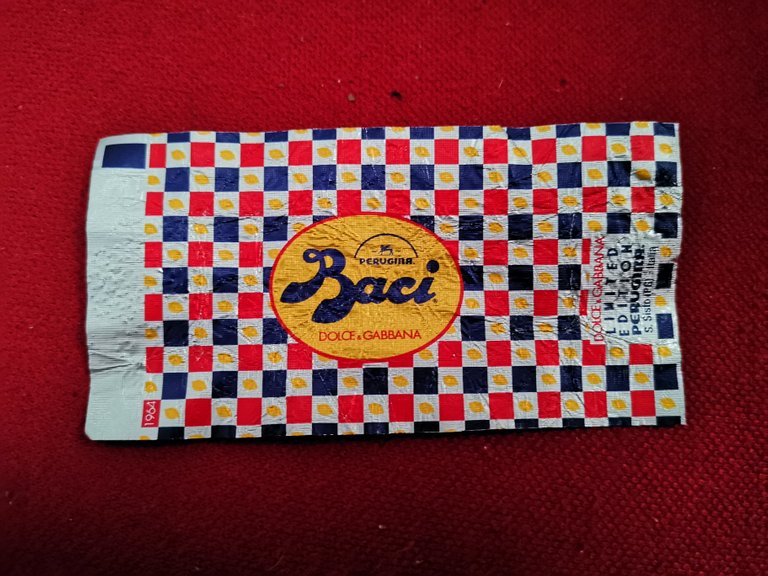 PERUGINA®
Baci®
DOLCE & GABBANA
DOLCE & GABBANA
LIMITED
EDITION
PERUGINA®
S. Sisto (PG) - Italia
1964